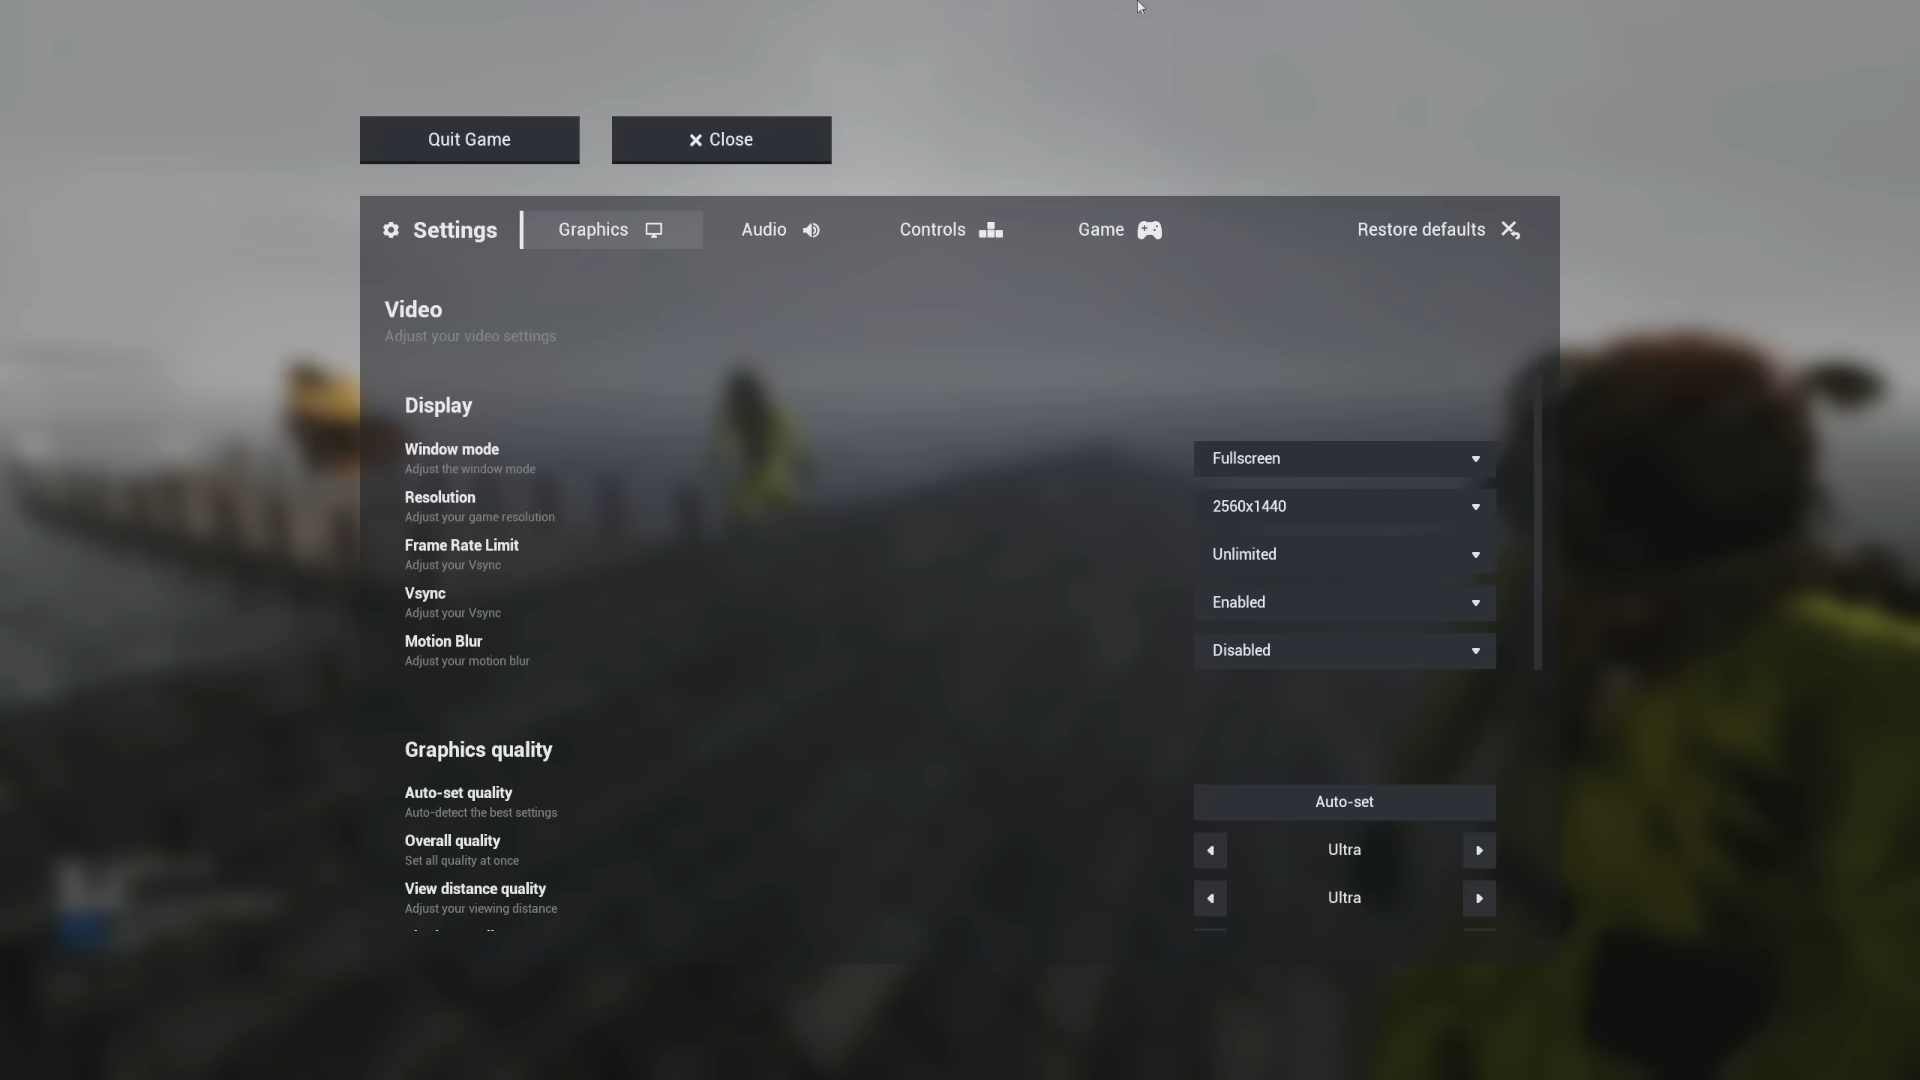 Quit Game
Close
Settings
Graphics
Audio
Controls
Game
Restore defaults
Video
Adjust your video settings
Display
Window mode
Adjust the window mode
Fullscreen
Resolution
Adjust your game resolution
2560x1440
Frame Rate Limit
Adjust your Vsync
Unlimited
Vsync
Adjust your Vsync
Enabled
Motion Blur
Adjust your motion blur
Disabled
Graphics quality
Auto-set quality
Auto-detect the best settings
Auto-set
Overall quality
Set all quality at once
Ultra
View distance quality
Adjust your viewing distance
Ultra